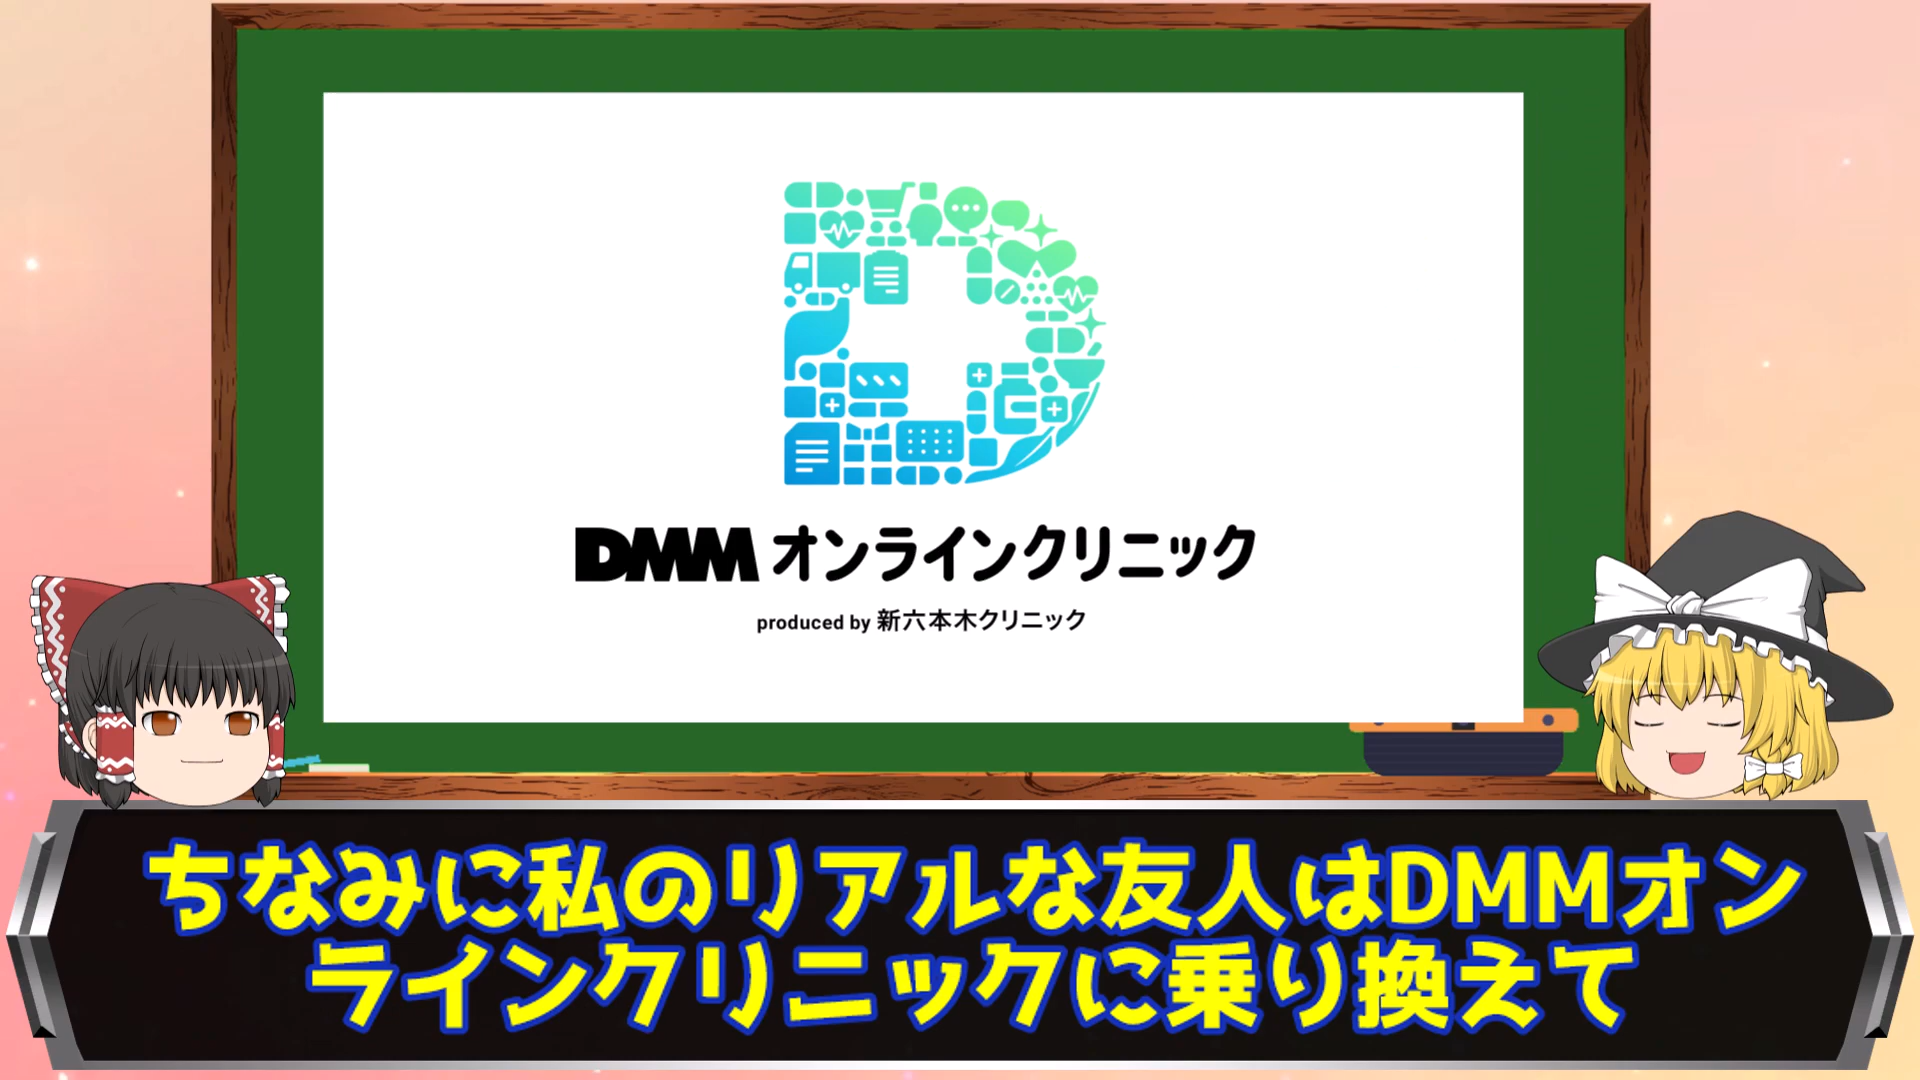 DMM オンラインクリニック
produced by 新六本木クリニック
ちなみに私のリアルな友人はDMMオン
ラインクリニックに乗り換えて